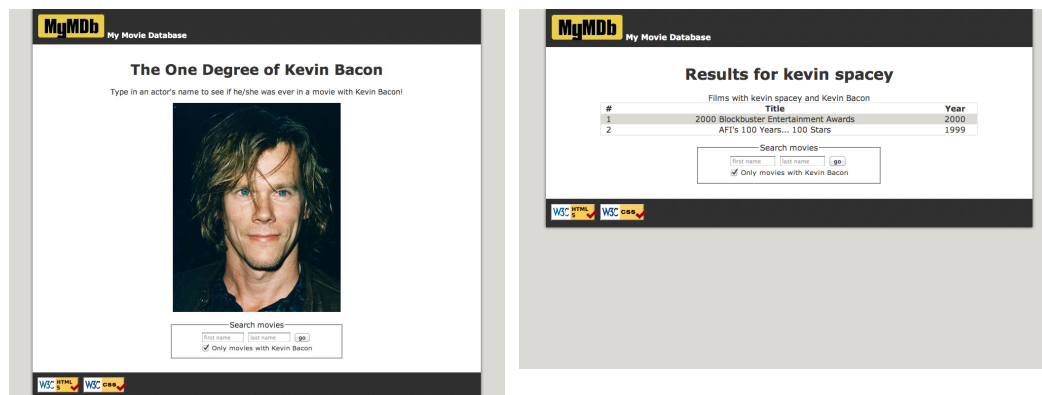 MyMDb My Movie Database
The One Degree of Kevin Bacon
Type in an actor's name to see if he/she was ever in a movie with Kevin Bacon!
Search movies
first name last name go
Only movies with Kevin Bacon
W3C HTML 5 W3C css
MyMDb My Movie Database
Results for kevin spacey
Films with kevin spacey and Kevin Bacon
# Title Year
1 2000 Blockbuster Entertainment Awards 2000
2 AFI's 100 Years... 100 Stars 1999
Search movies
first name last name go
Only movies with Kevin Bacon
W3C HTML 5 W3C css